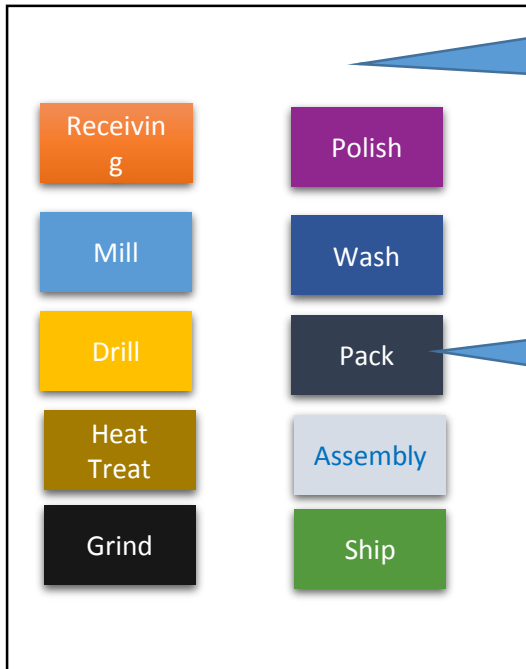 Receivin
g
Mill
Drill
Heat
Treat
Grind
Polish
Wash
Pack
Assembly
Ship